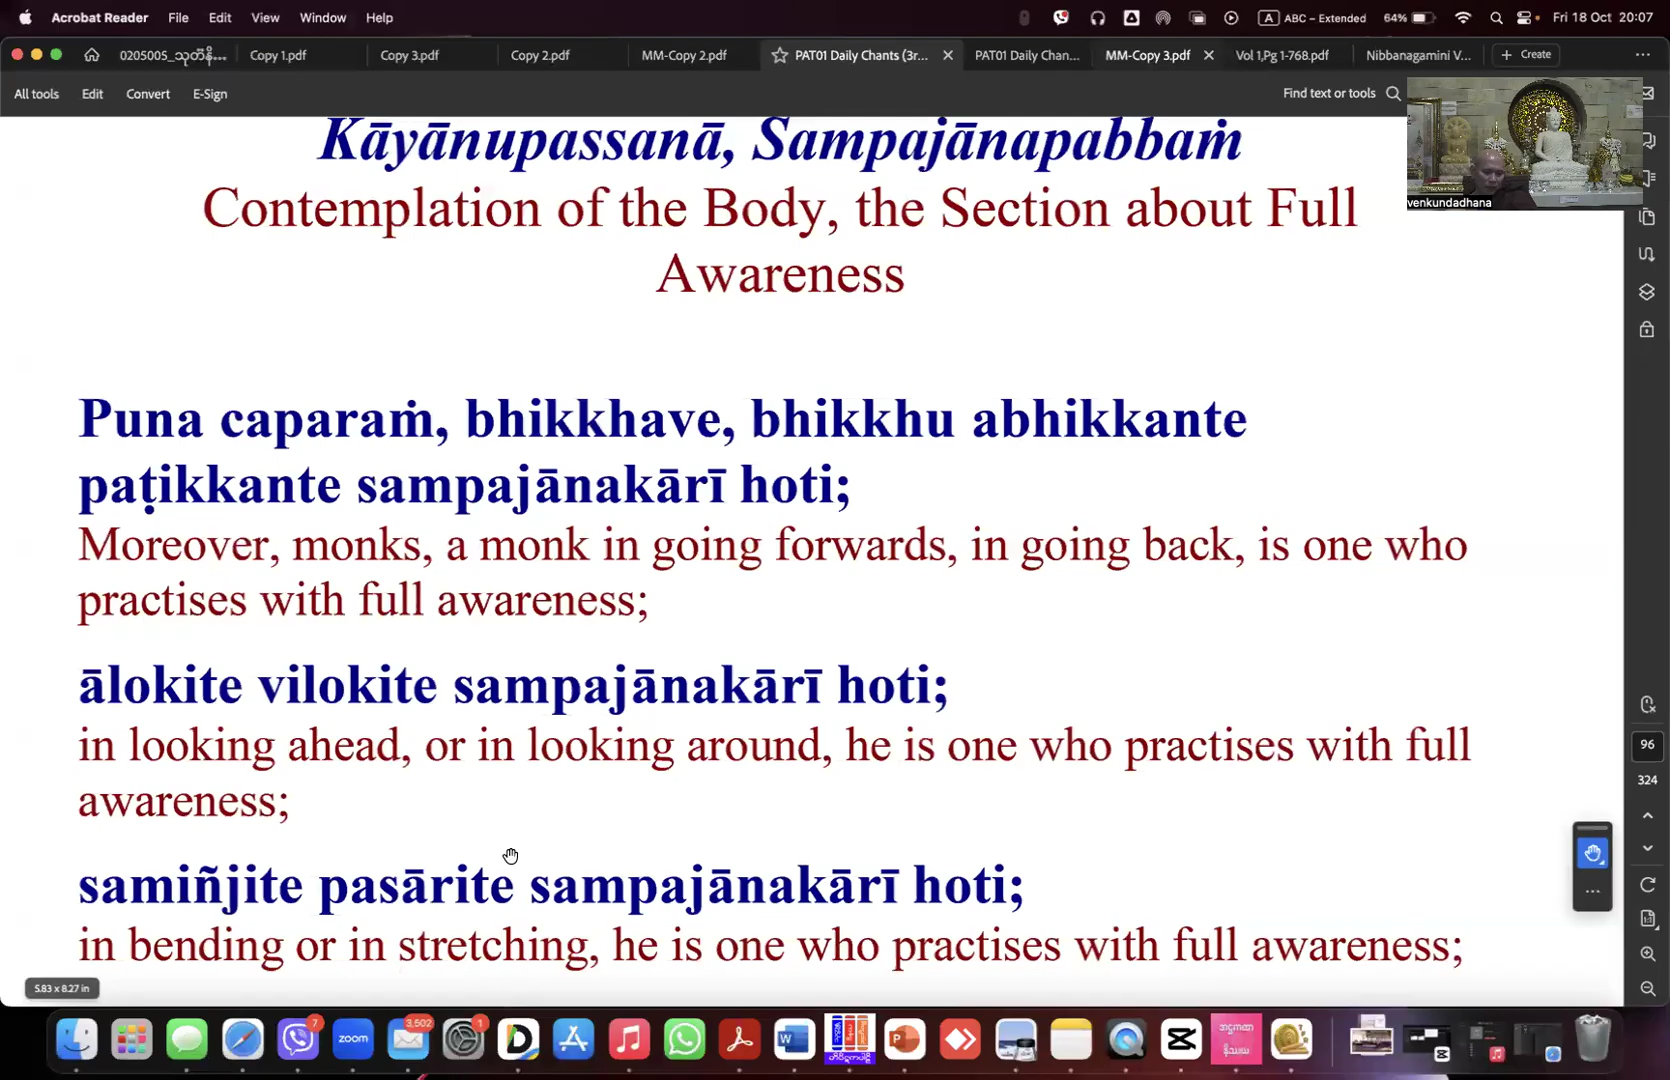 Acrobat Reader File Edit View Window Help
ABC – Extended 64% Fri 18 Oct 20:07
Copy 1.pdf Copy 3.pdf Copy 2.pdf MM-Copy 2.pdf PAT01 Daily Chants (3r... PAT01 Daily Chan... MM-Copy 3.pdf Vol 1,Pg 1-768.pdf Nibbanagamini V... + Create
All tools Edit Convert E-Sign Find text or tools
venkundadhana
Kāyānupassanā, Sampajānapabbaṁ
Contemplation of the Body, the Section about Full
Awareness
Puna caparaṁ, bhikkhave, bhikkhu abhikkante
paṭikkante sampajānakārī hoti;
Moreover, monks, a monk in going forwards, in going back, is one who
practises with full awareness;
ālokite vilokite sampajānakārī hoti;
in looking ahead, or in looking around, he is one who practises with full
awareness;
samiñjite pasārite sampajānakārī hoti;
in bending or in stretching, he is one who practises with full awareness;
96
324
5.83 x 8.27 in
7
zoom
3,502
1